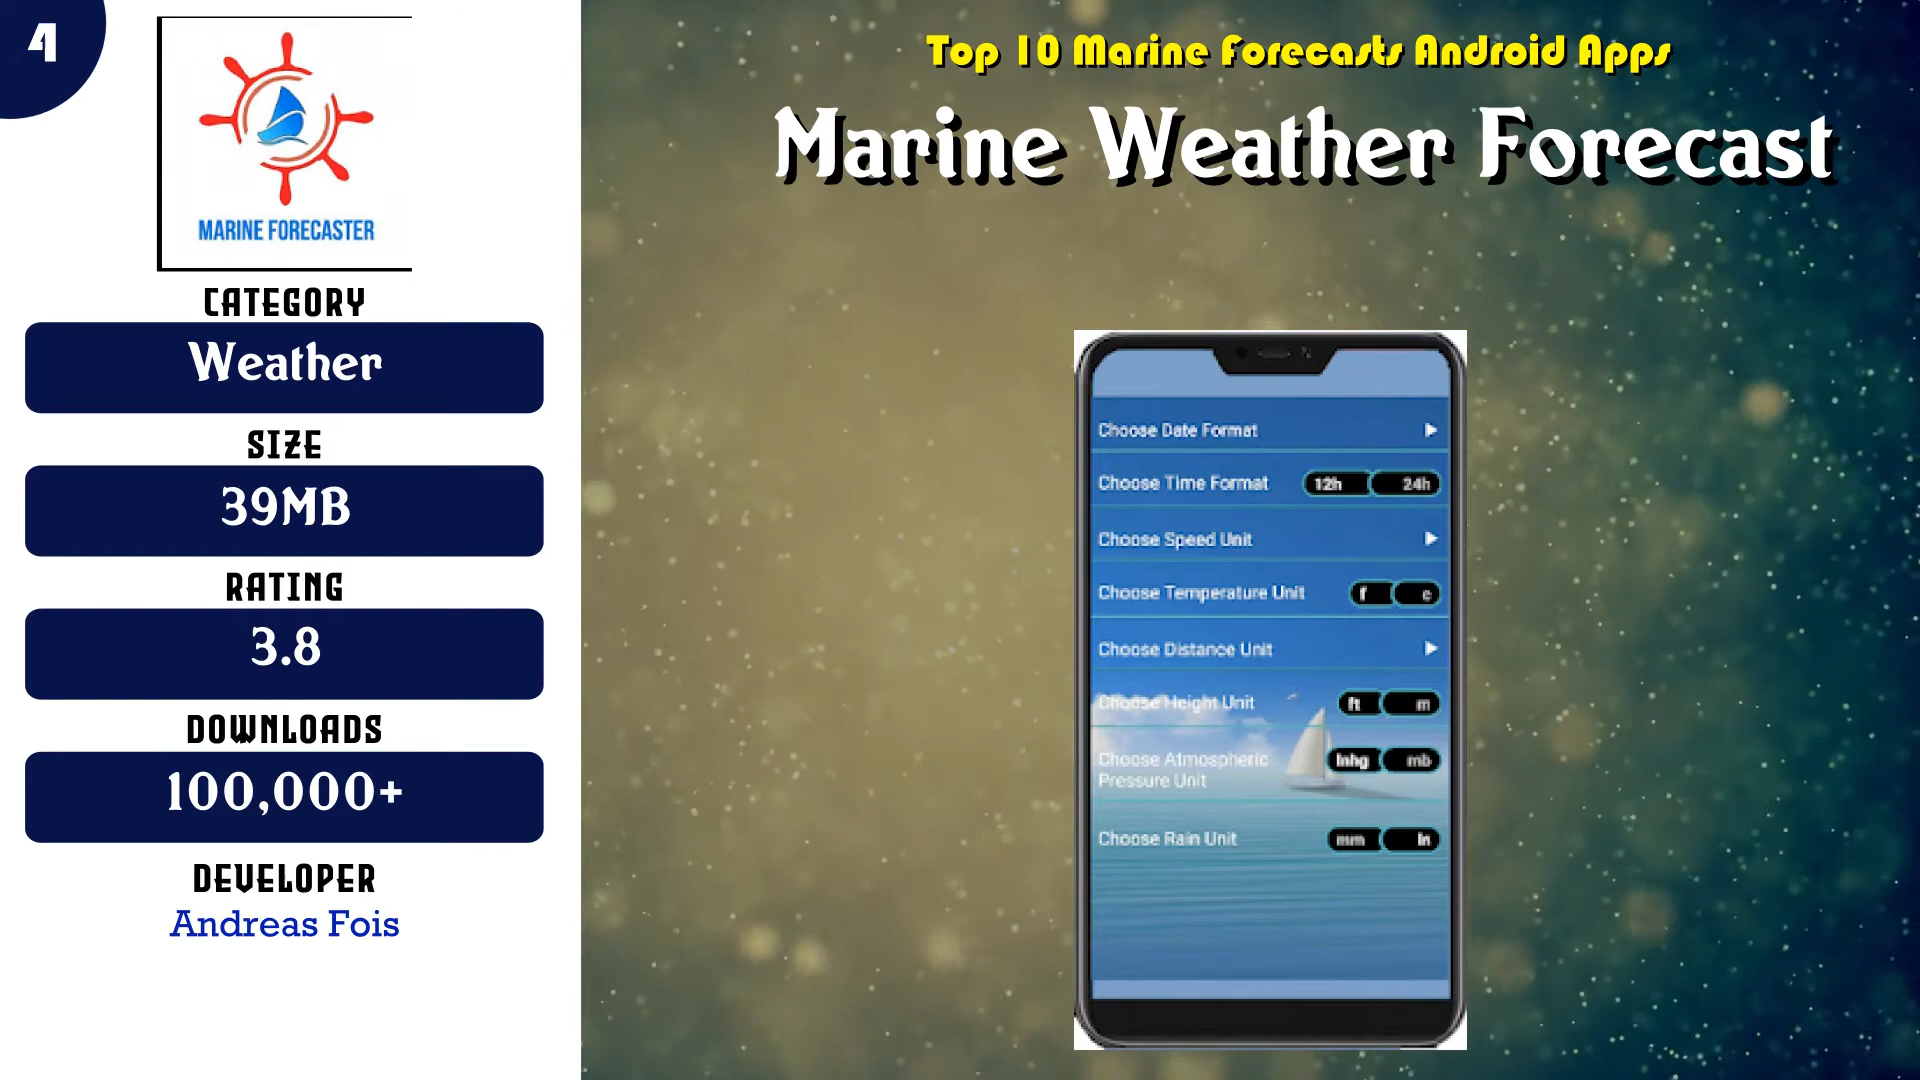 4
MARINE FORECASTER
CATEGORY
Weather
SIZE
39MB
RATING
3.8
DOWNLOADS
100,000+
DEVELOPER
Andreas Fois
Top 10 Marine Forecasts Android Apps
Marine Weather Forecast
Choose Date Format
Choose Time Format 12h 24h
Choose Speed Unit
Choose Temperature Unit f c
Choose Distance Unit
Choose Height Unit ft m
Choose Atmospheric Inhg mb
Pressure Unit
Choose Rain Unit mm In